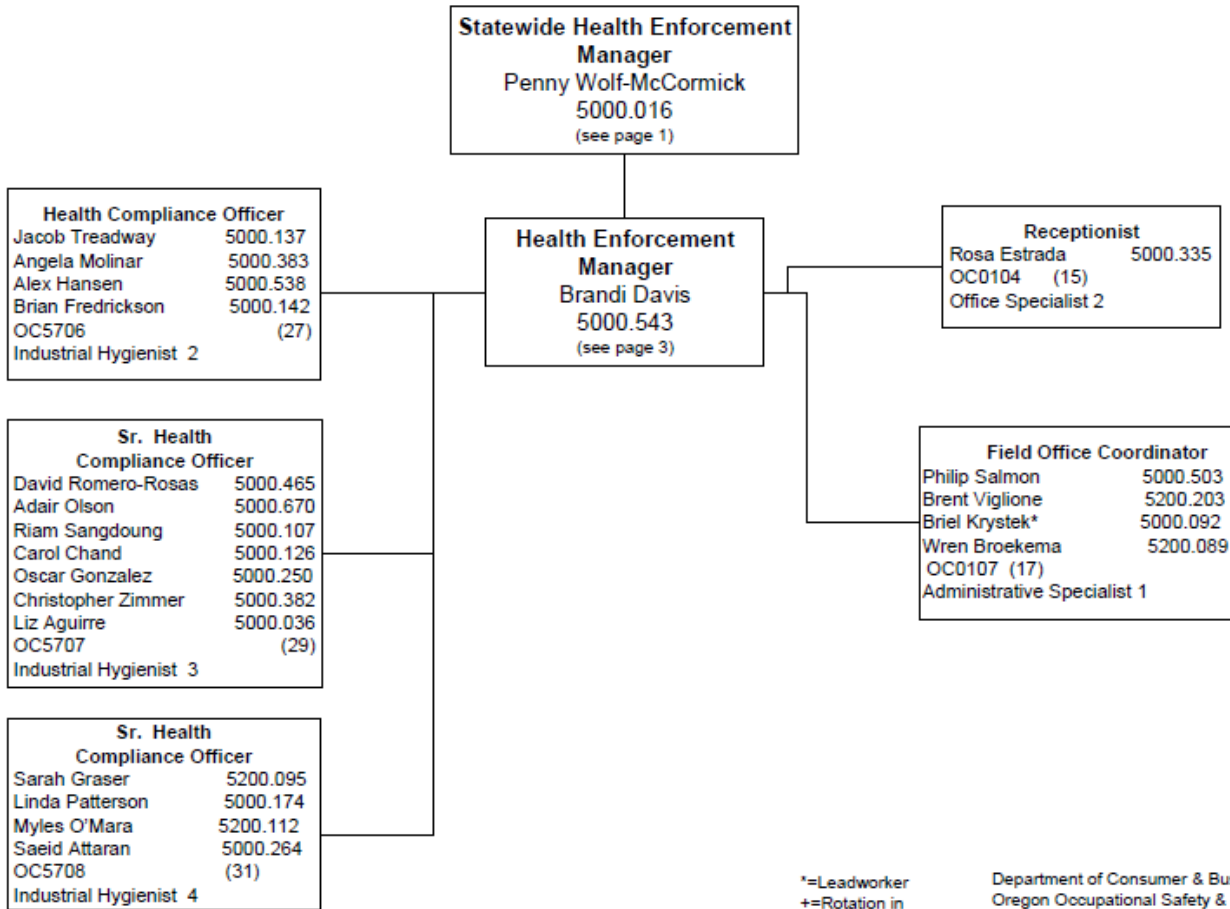 Statewide Health Enforcement
Manager
Penny Wolf-McCormick
5000.016
(see page 1)
Health Compliance Officer
Jacob Treadway 5000.137
Angela Molinar 5000.383
Alex Hansen 5000.538
Brian Fredrickson 5000.142
OC5706 (27)
Industrial Hygienist 2
Health Enforcement
Manager
Brandi Davis
5000.543
(see page 3)
Receptionist
Rosa Estrada 5000.335
OC0104 (15)
Office Specialist 2
Sr. Health
Compliance Officer
David Romero-Rosas 5000.465
Adair Olson 5000.670
Riam Sangdoung 5000.107
Carol Chand 5000.126
Oscar Gonzalez 5000.250
Christopher Zimmer 5000.382
Liz Aguirre 5000.036
OC5707 (29)
Industrial Hygienist 3
Field Office Coordinator
Philip Salmon 5000.503
Brent Viglione 5200.203
Briel Krystek* 5000.092
Wren Broekema 5200.089
OC0107 (17)
Administrative Specialist 1
Sr. Health
Compliance Officer
Sarah Graser 5200.095
Linda Patterson 5000.174
Myles O'Mara 5200.112
Saeid Attaran 5000.264
OC5708 (31)
Industrial Hygienist 4
*=Leadworker
+=Rotation in
Department of Consumer & Bu
Oregon Occupational Safety &